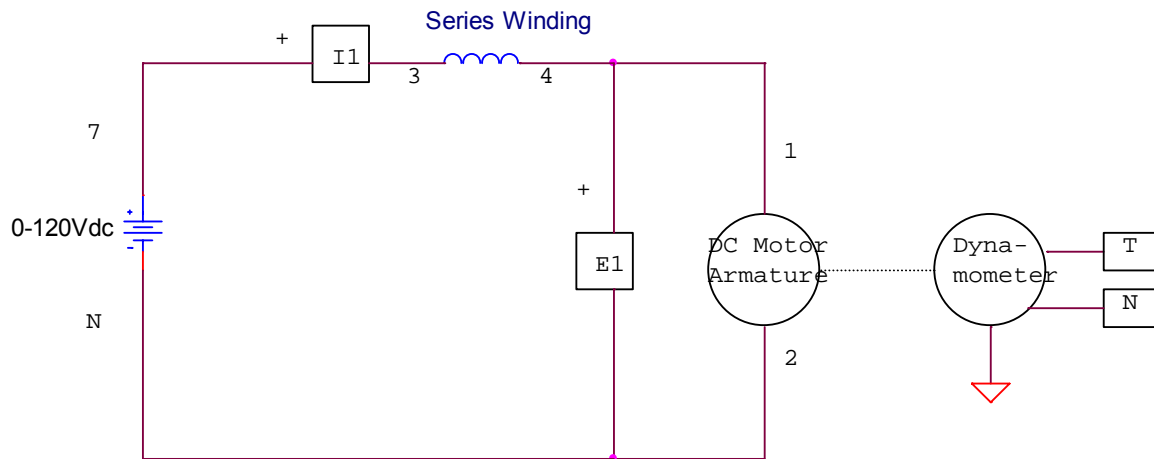 Series Winding
+
I1
3
4
7
1
+
0-120Vdc
+
-
E1
DC Motor
Armature
Dyna-
mometer
T
N
N
2